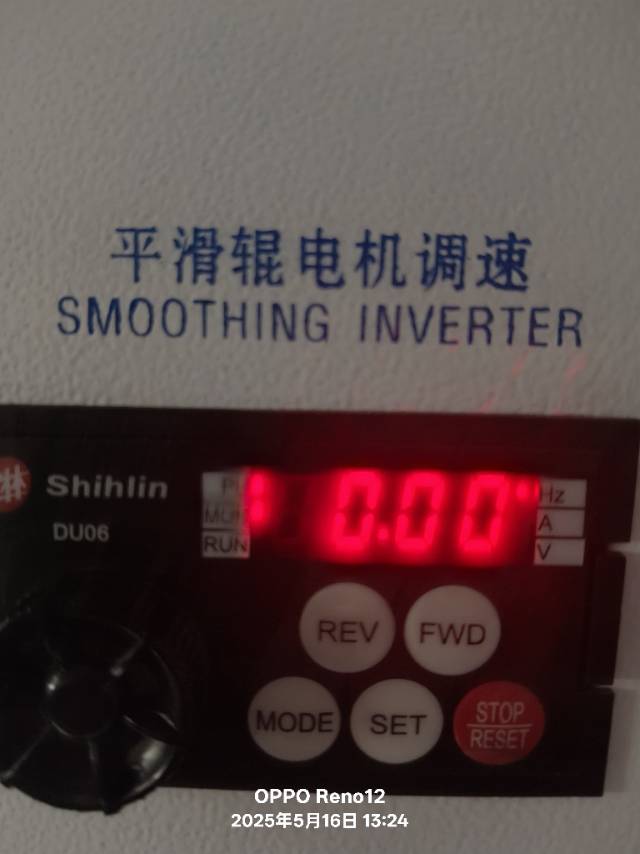 平滑辊电机调速
SMOOTHING INVERTER
Shihlin
DU06
RUN
0.00
Hz
A
V
REV
FWD
MODE
SET
STOP
RESET
OPPO Reno12
2025年5月16日 13:24